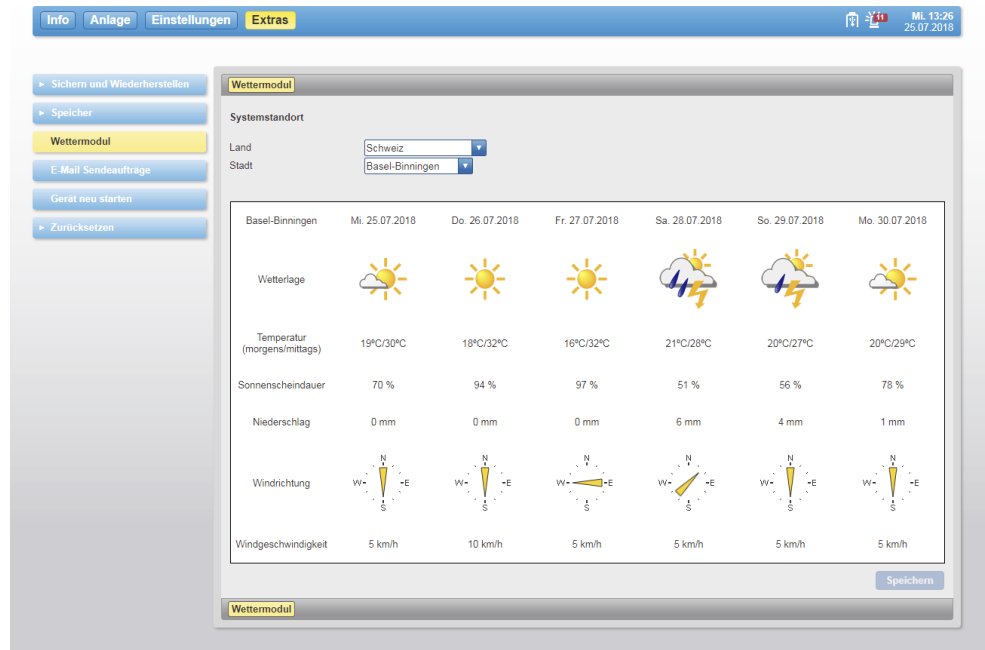 Info Anlage Einstellungen Extras 11 Mi. 13:26
25.07.2018
Sichern und Wiederherstellen
Speicher
Wettermodul
E-Mail Sendeaufträge
Gerät neu starten
Zurücksetzen
Wettermodul
Systemstandort
Land Schweiz
Stadt Basel-Binningen
Basel-Binningen Mi. 25.07.2018 Do. 26.07.2018 Fr. 27.07.2018 Sa. 28.07.2018 So. 29.07.2018 Mo. 30.07.2018
Wetterlage
Temperatur
(morgens/mittags) 19ºC/30ºC 18ºC/32ºC 16ºC/32ºC 21ºC/28ºC 20ºC/27ºC 20ºC/29ºC
Sonnenscheindauer 70 % 94 % 97 % 51 % 56 % 78 %
Niederschlag 0 mm 0 mm 0 mm 6 mm 4 mm 1 mm
N N N N N N
Windrichtung W E W E W E W E W E W E
S S S S S S
Windgeschwindigkeit 5 km/h 10 km/h 5 km/h 5 km/h 5 km/h 5 km/h
Speichern
Wettermodul